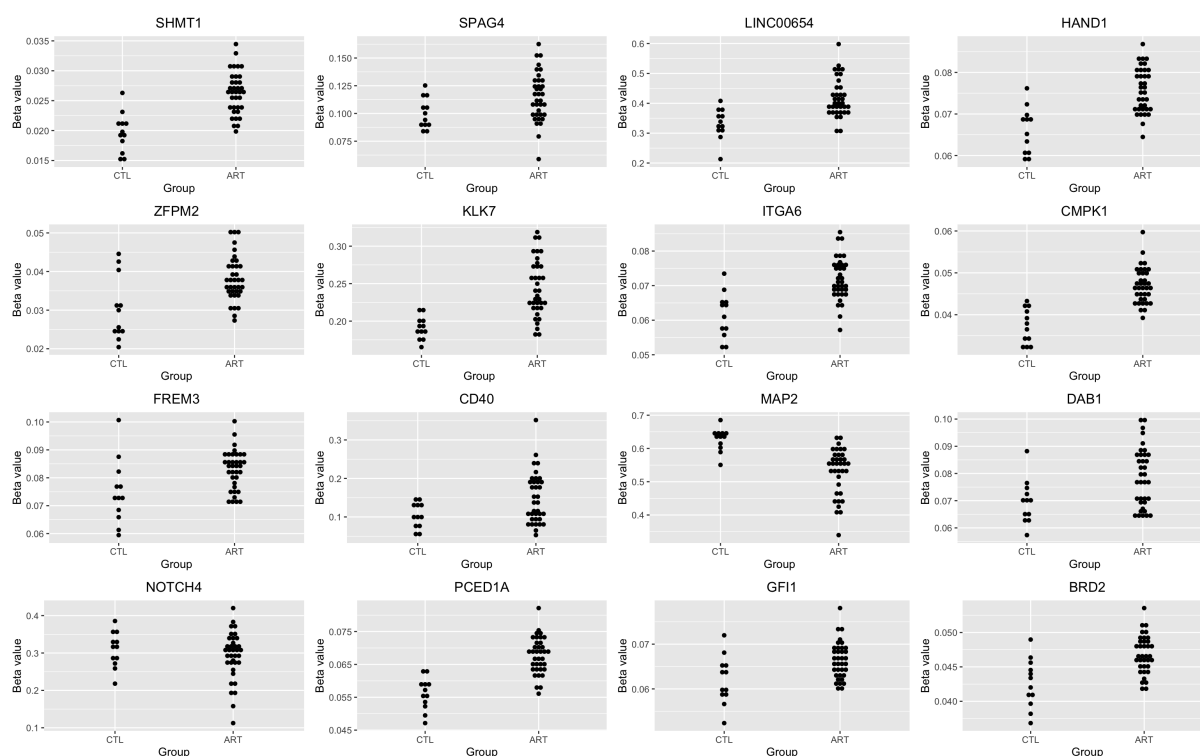 SHMT1 SPAG4 LINC00654 HAND1
Beta value 0.035 0.030 0.025 0.020 0.015 CTL ART Group
Beta value 0.150 0.125 0.100 0.075 CTL ART Group
Beta value 0.6 0.5 0.4 0.3 0.2 CTL ART Group
Beta value 0.08 0.07 0.06 CTL ART Group
ZFPM2 KLK7 ITGA6 CMPK1
Beta value 0.05 0.04 0.03 0.02 CTL ART Group
Beta value 0.30 0.25 0.20 CTL ART Group
Beta value 0.08 0.07 0.06 0.05 CTL ART Group
Beta value 0.06 0.05 0.04 CTL ART Group
FREM3 CD40 MAP2 DAB1
Beta value 0.10 0.09 0.08 0.07 0.06 CTL ART Group
Beta value 0.3 0.2 0.1 CTL ART Group
Beta value 0.7 0.6 0.5 0.4 CTL ART Group
Beta value 0.10 0.09 0.08 0.07 0.06 CTL ART Group
NOTCH4 PCED1A GFI1 BRD2
Beta value 0.4 0.3 0.2 0.1 CTL ART Group
Beta value 0.075 0.065 0.055 0.045 CTL ART Group
Beta value 0.07 0.06 CTL ART Group
Beta value 0.050 0.045 0.040 CTL ART Group